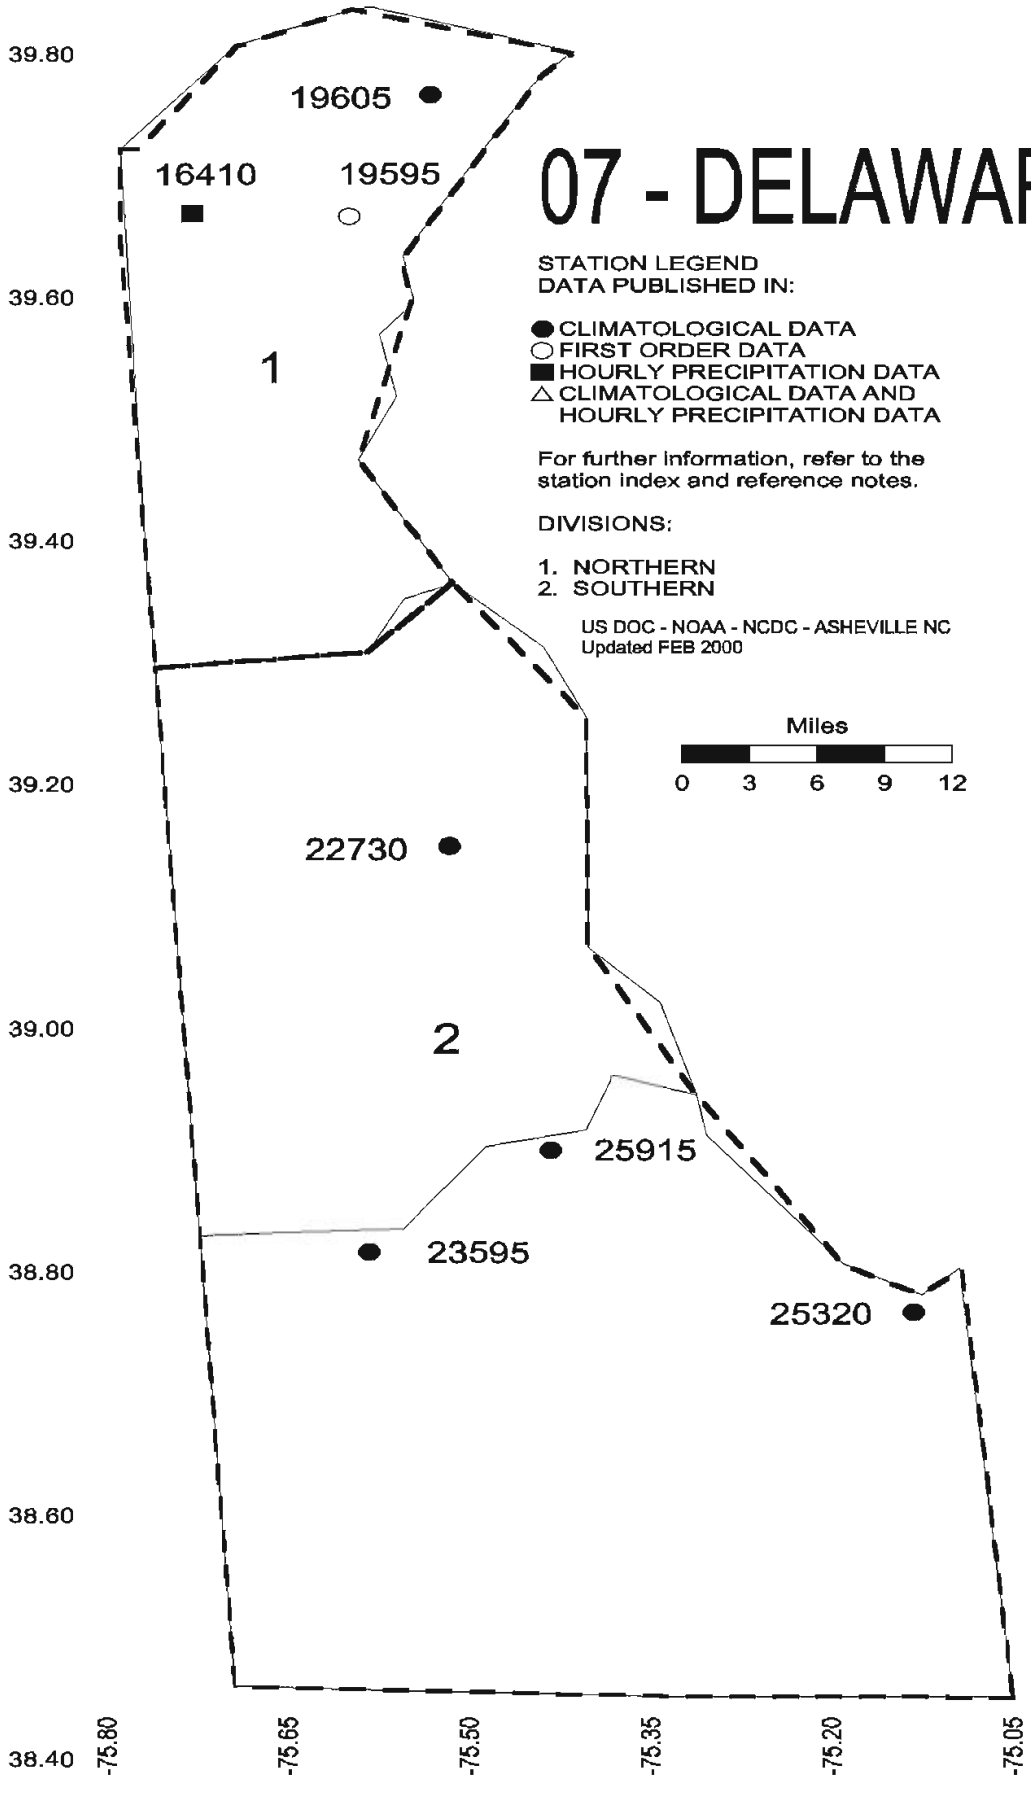 39.80
19605
16410
19595
07 - DELAWAR
STATION LEGEND
DATA PUBLISHED IN:
CLIMATOLOGICAL DATA
FIRST ORDER DATA
HOURLY PRECIPITATION DATA
CLIMATOLOGICAL DATA AND
HOURLY PRECIPITATION DATA
39.60
1
For further information, refer to the
station index and reference notes.
DIVISIONS:
39.40
1. NORTHERN
2. SOUTHERN
US DOC - NOAA - NCDC - ASHEVILLE NC
Updated FEB 2000
Miles
0 3 6 9 12
39.20
22730
39.00
2
25915
23595
38.80
25320
38.60
38.40
-75.80
-75.65
-75.50
-75.35
-75.20
-75.05